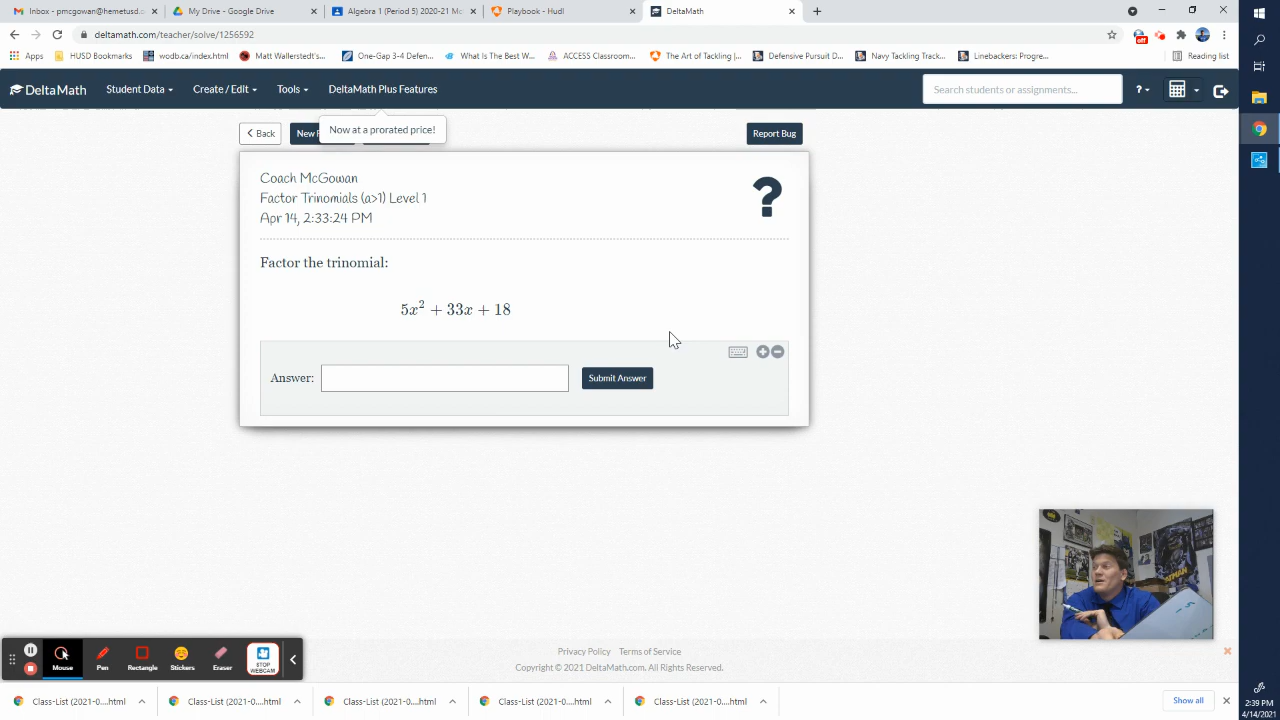 Inbox - pmcgowan@hemetusd.c
My Drive - Google Drive
Algebra 1 (Period 5) 2020-21 Mc
Playbook - Hudl
DeltaMath
deltamath.com/teacher/solve/1256592
off
Apps
HUSD Bookmarks
wodb.ca/index.html
Matt Wallerstedt's...
One-Gap 3-4 Defen...
What Is The Best W...
ACCESS Classroom...
The Art of Tackling |...
Defensive Pursuit D...
Navy Tackling Track...
Linebackers: Progre...
Reading list
DeltaMath
Student Data
Create / Edit
Tools
DeltaMath Plus Features
Search students or assignments...
?
Now at a prorated price!
Back
New
Report Bug
Coach McGowan
Factor Trinomials (a>1) Level 1
Apr 14, 2:33:24 PM
?
Factor the trinomial:
5x² + 33x + 18
Answer:
Submit Answer
Mouse
Pen
Rectangle
Stickers
Eraser
STOP WEBCAM
Privacy Policy
Terms of Service
Copyright © 2021 DeltaMath.com. All Rights Reserved.
Class-List (2021-0....html
Class-List (2021-0....html
Class-List (2021-0....html
Class-List (2021-0....html
Class-List (2021-0....html
Show all
2:39 PM
4/14/2021